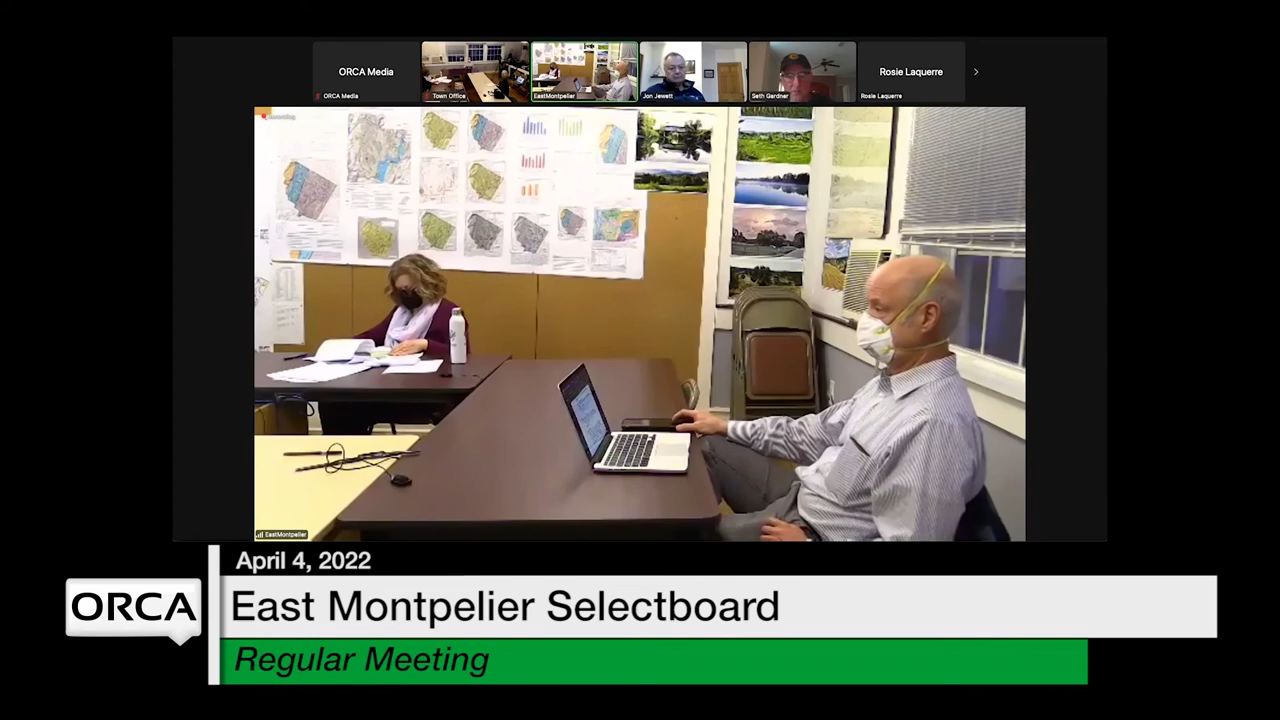 ORCA Media
Rosie Laquerre
ORCA Media
Town Office
EastMontpelier
Jon Jewett
Seth Gardner
Rosie Laquerre
Recording
EastMontpelier
April 4, 2022
ORCA
East Montpelier Selectboard
Regular Meeting